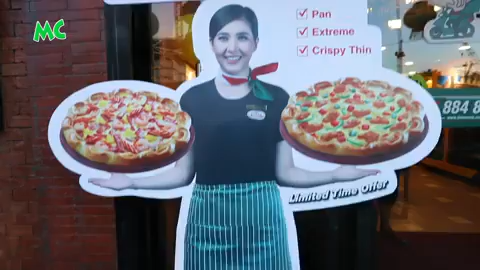 MC
Pan
Extreme
Crispy Thin
884 8
Limited Time Offer